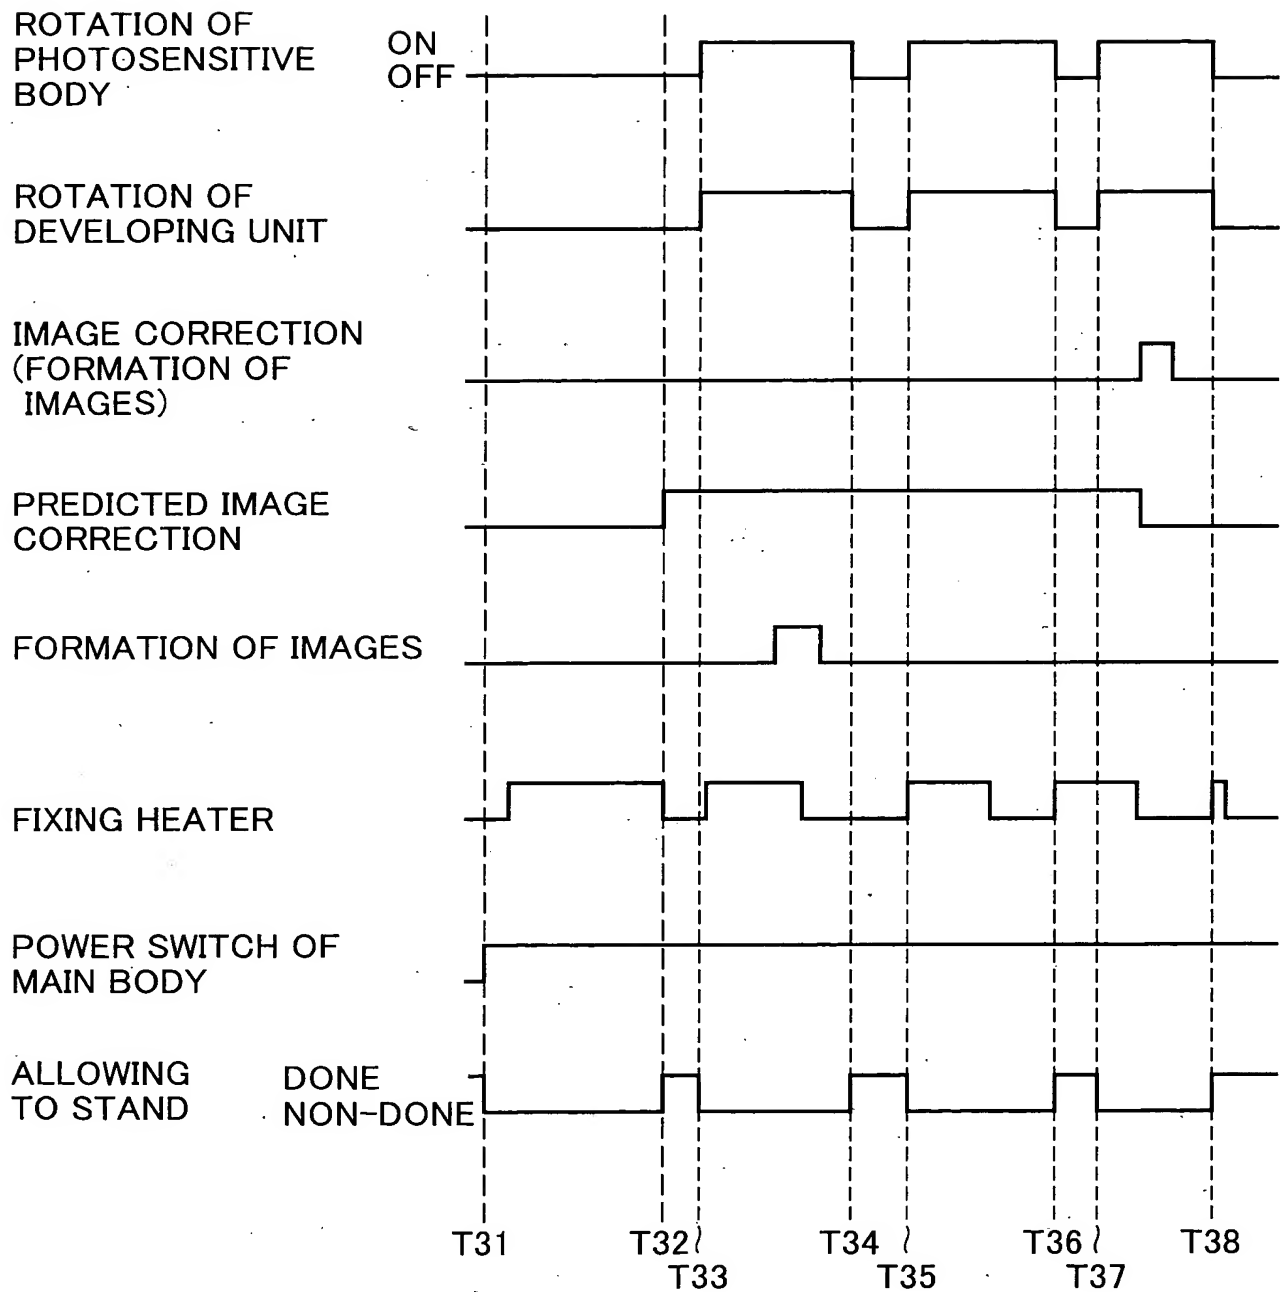 ROTATION OF
PHOTOSENSITIVE
BODY
ON
OFF
ROTATION OF
DEVELOPING UNIT
IMAGE CORRECTION
(FORMATION OF
IMAGES)
PREDICTED IMAGE
CORRECTION
FORMATION OF IMAGES
FIXING HEATER
POWER SWITCH OF
MAIN BODY
ALLOWING
TO STAND
DONE
NON-DONE
T31
T32
T33
T34
T35
T36
T37
T38